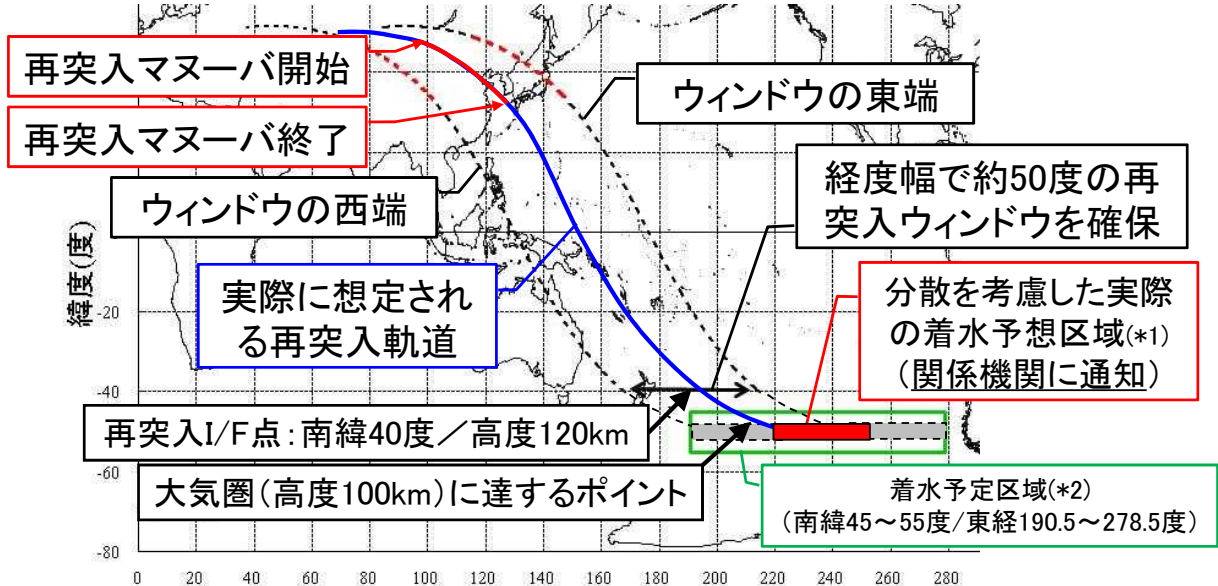 再突入マヌーバ開始
再突入マヌーバ終了
ウィンドウの東端
ウィンドウの西端
経度幅で約50度の再
突入ウィンドウを確保
実際に想定され
る再突入軌道
分散を考慮した実際
の着水予想区域(*1)
(関係機関に通知)
再突入I/F点:南緯40度/高度120km
大気圏(高度100km)に達するポイント
着水予定区域(*2)
(南緯45~55度/東経190.5~278.5度)
緯度(度)
-20
-40
-60
-80
0 20 40 60 80 100 120 140 160 180 200 220 240 260 280